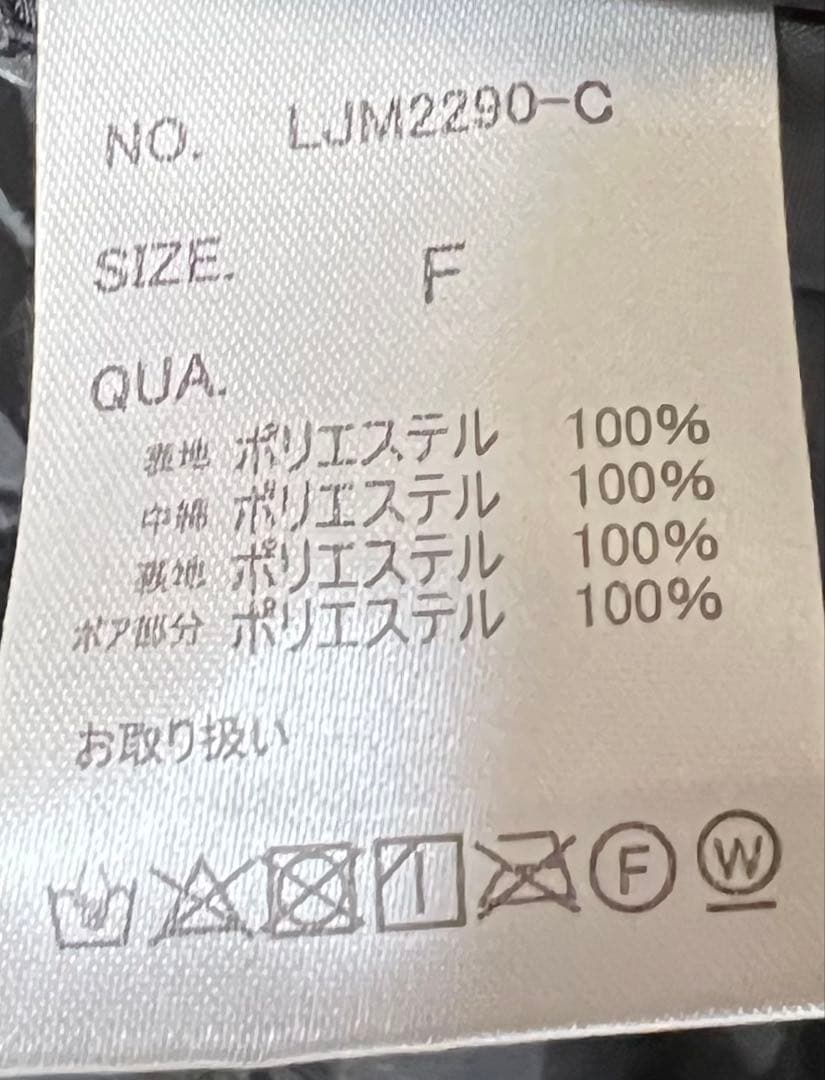 NO. LJM2290-C
SIZE. F
QUA.
表地 ポリエステル 100%
中綿 ポリエステル 100%
裏地 ポリエステル 100%
ボア部分 ポリエステル 100%
お取り扱い
F W